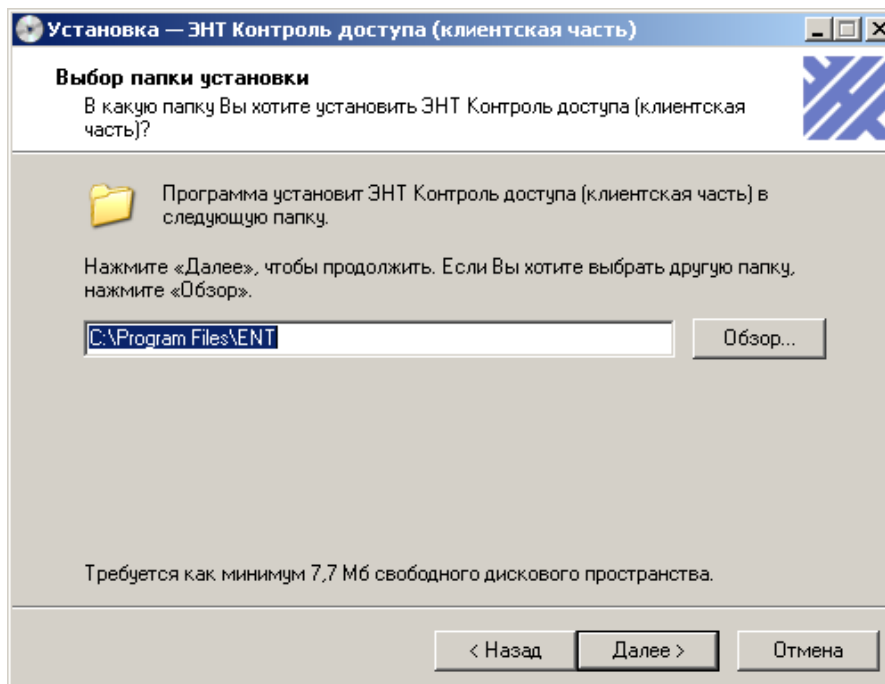 Установка — ЭНТ Контроль доступа (клиентская часть)
Выбор папки установки
В какую папку Вы хотите установить ЭНТ Контроль доступа (клиентская
часть)?
Программа установит ЭНТ Контроль доступа (клиентская часть) в
следующую папку.
Нажмите «Далее», чтобы продолжить. Если Вы хотите выбрать другую папку,
нажмите «Обзор».
C:\Program Files\ENT
Обзор...
Требуется как минимум 7,7 Мб свободного дискового пространства.
< Назад
Далее >
Отмена